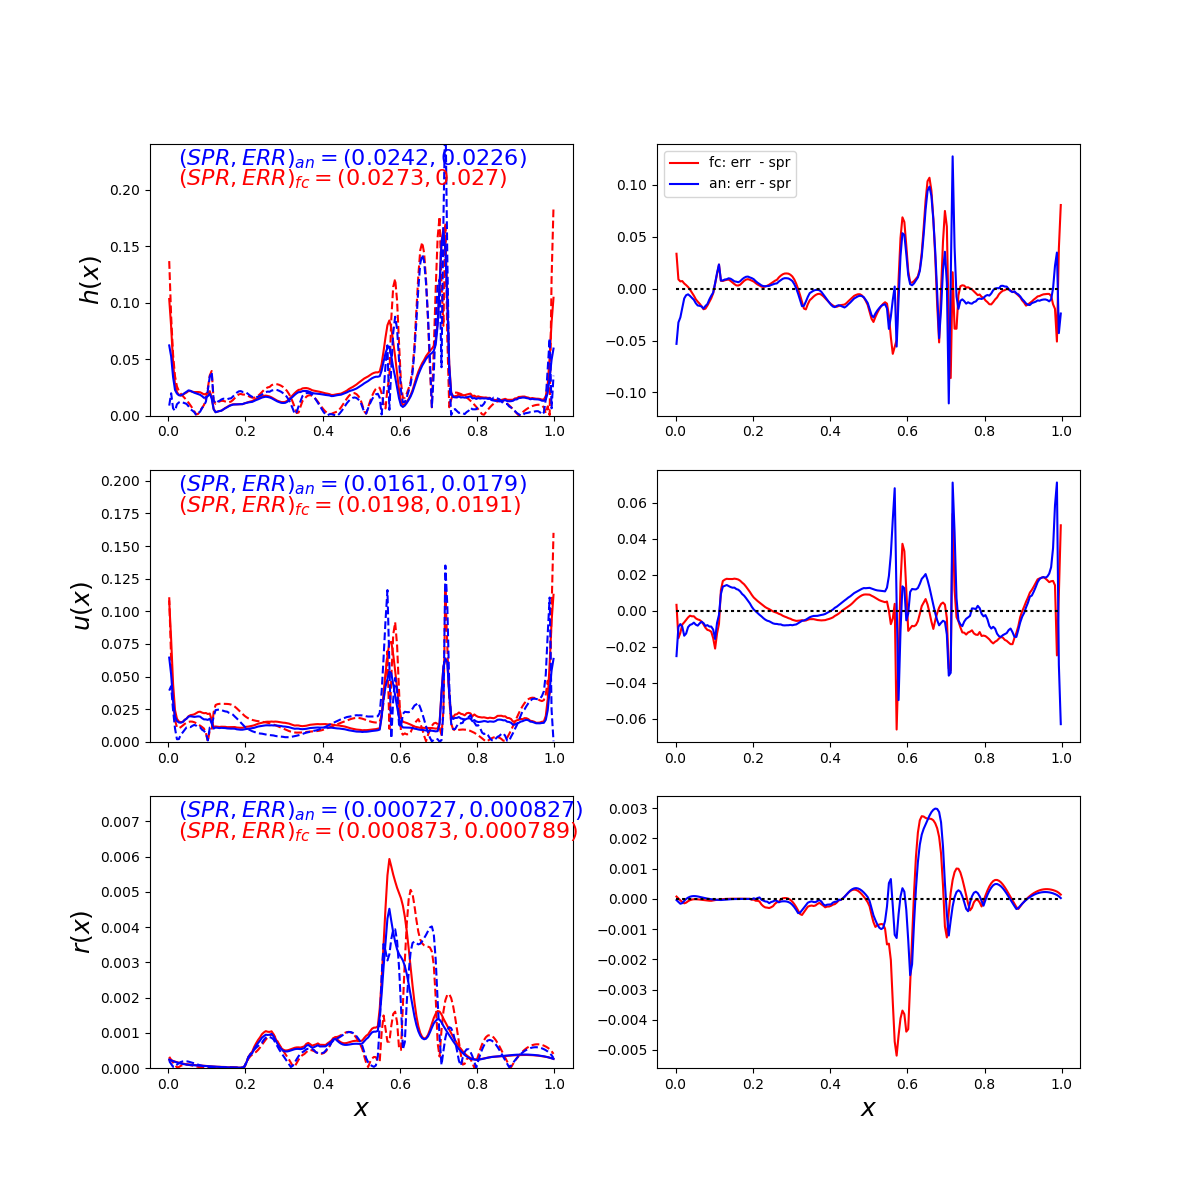 (SPR, ERR)an = (0.0242, 0.0226)
(SPR, ERR)fc = (0.0273, 0.027)
h(x)
0.20
0.15
0.10
0.05
0.00
0.0 0.2 0.4 0.6 0.8 1.0
fc: err - spr
an: err - spr
0.10
0.05
0.00
−0.05
−0.10
0.0 0.2 0.4 0.6 0.8 1.0
(SPR, ERR)an = (0.0161, 0.0179)
(SPR, ERR)fc = (0.0198, 0.0191)
u(x)
0.200
0.175
0.150
0.125
0.100
0.075
0.050
0.025
0.000
0.0 0.2 0.4 0.6 0.8 1.0
0.06
0.04
0.02
0.00
−0.02
−0.04
−0.06
0.0 0.2 0.4 0.6 0.8 1.0
(SPR, ERR)an = (0.000727, 0.000827)
(SPR, ERR)fc = (0.000873, 0.000789)
r(x)
0.007
0.006
0.005
0.004
0.003
0.002
0.001
0.000
0.0 0.2 0.4 0.6 0.8 1.0
x
0.003
0.002
0.001
0.000
−0.001
−0.002
−0.003
−0.004
−0.005
0.0 0.2 0.4 0.6 0.8 1.0
x